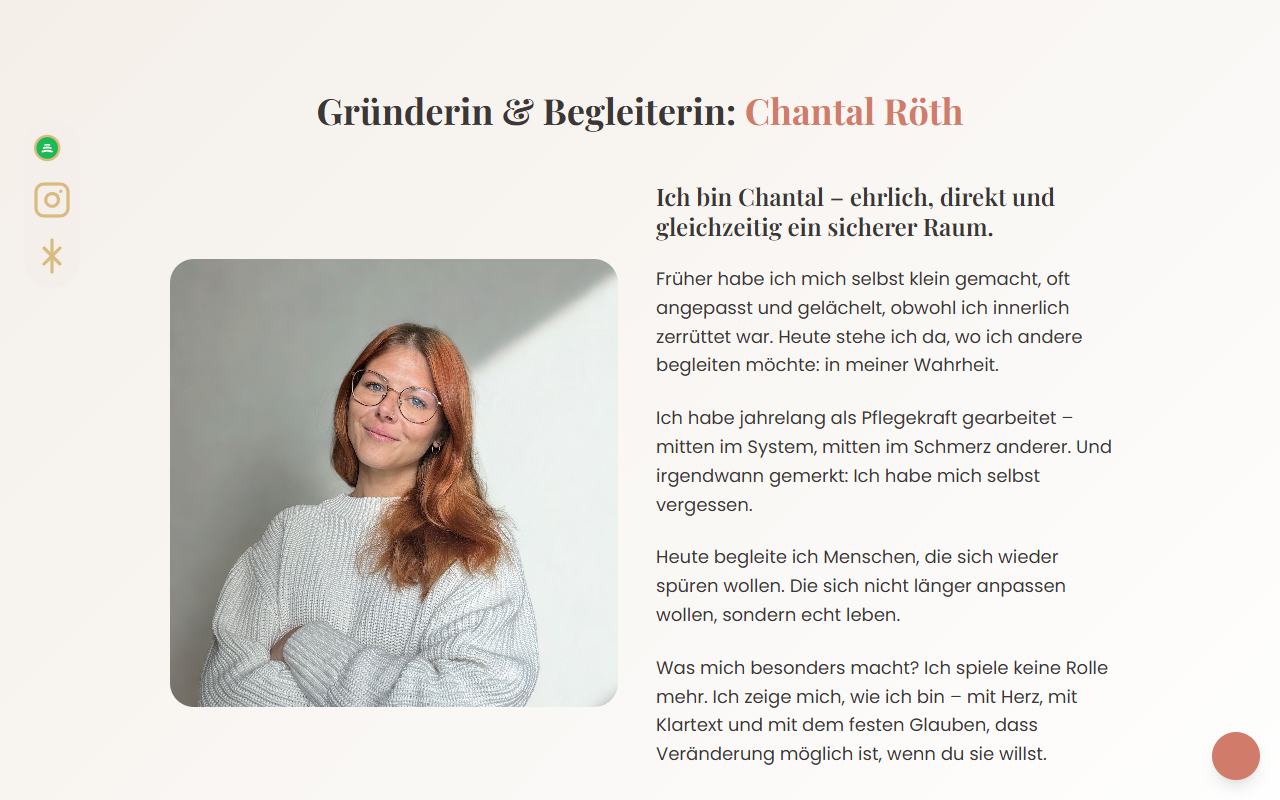 Gründerin & Begleiterin: Chantal Röth
Ich bin Chantal – ehrlich, direkt und
gleichzeitig ein sicherer Raum.
Früher habe ich mich selbst klein gemacht, oft
angepasst und gelächelt, obwohl ich innerlich
zerrüttet war. Heute stehe ich da, wo ich andere
begleiten möchte: in meiner Wahrheit.
Ich habe jahrelang als Pflegekraft gearbeitet –
mitten im System, mitten im Schmerz anderer. Und
irgendwann gemerkt: Ich habe mich selbst
vergessen.
Heute begleite ich Menschen, die sich wieder
spüren wollen. Die sich nicht länger anpassen
wollen, sondern echt leben.
Was mich besonders macht? Ich spiele keine Rolle
mehr. Ich zeige mich, wie ich bin – mit Herz, mit
Klartext und mit dem festen Glauben, dass
Veränderung möglich ist, wenn du sie willst.